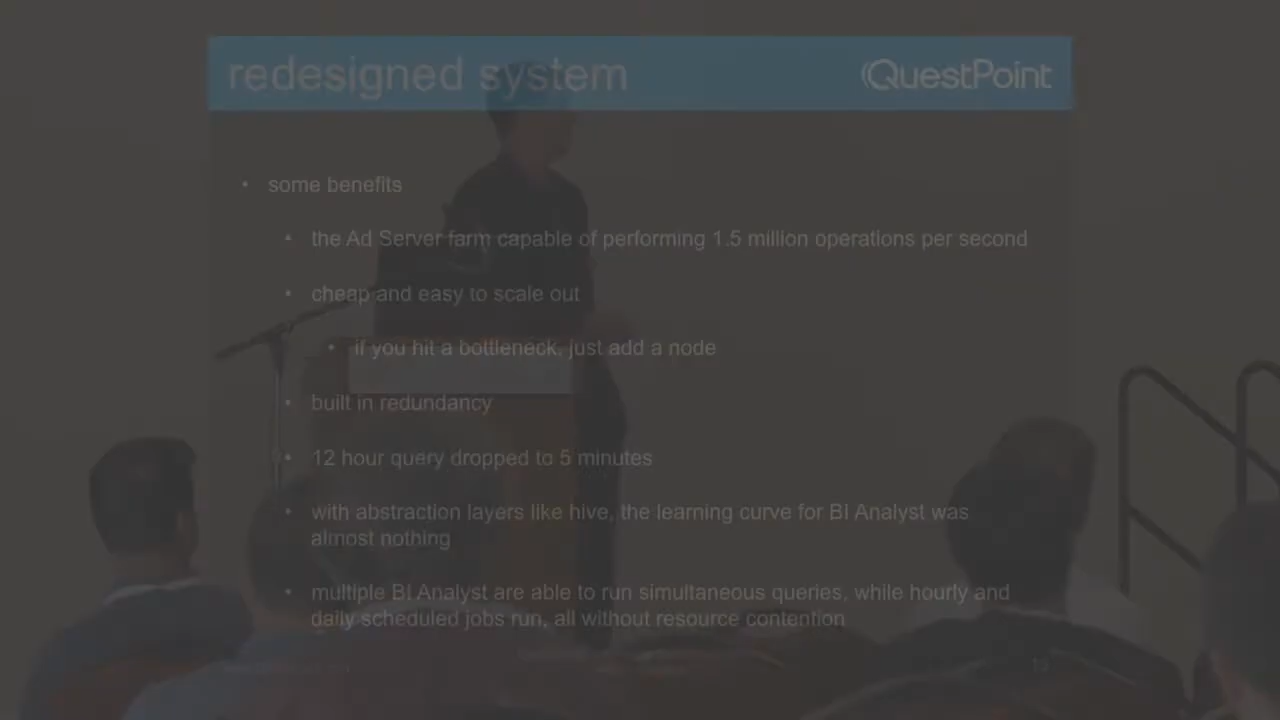 redesigned system
QuestPoint
• some benefits
• the Ad Server farm capable of performing 1.5 million operations per second
• cheap and easy to scale out
• if you hit a bottleneck, just add a node
• built in redundancy
• 12 hour query dropped to 5 minutes
• with abstraction layers like hive, the learning curve for BI Analyst was
almost nothing
• multiple BI Analyst are able to run simultaneous queries, while hourly and
daily scheduled jobs run, all without resource contention